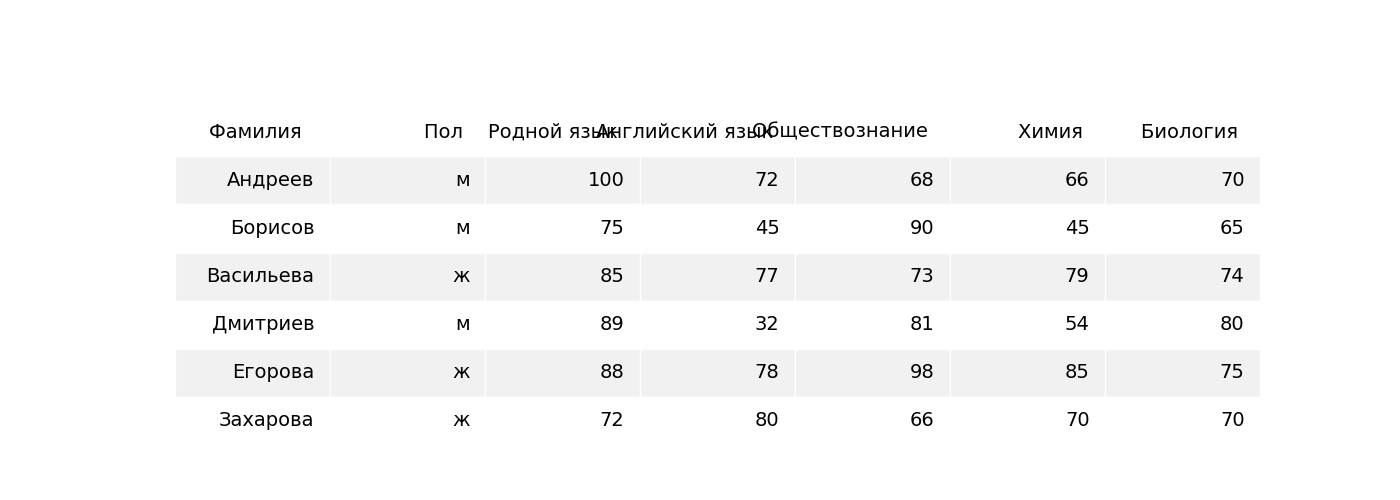 Фамилия Пол Родной язык Английский язык Обществознание Химия Биология
Андреев м 100 72 68 66 70
Борисов м 75 45 90 45 65
Васильева ж 85 77 73 79 74
Дмитриев м 89 32 81 54 80
Егорова ж 88 78 98 85 75
Захарова ж 72 80 66 70 70